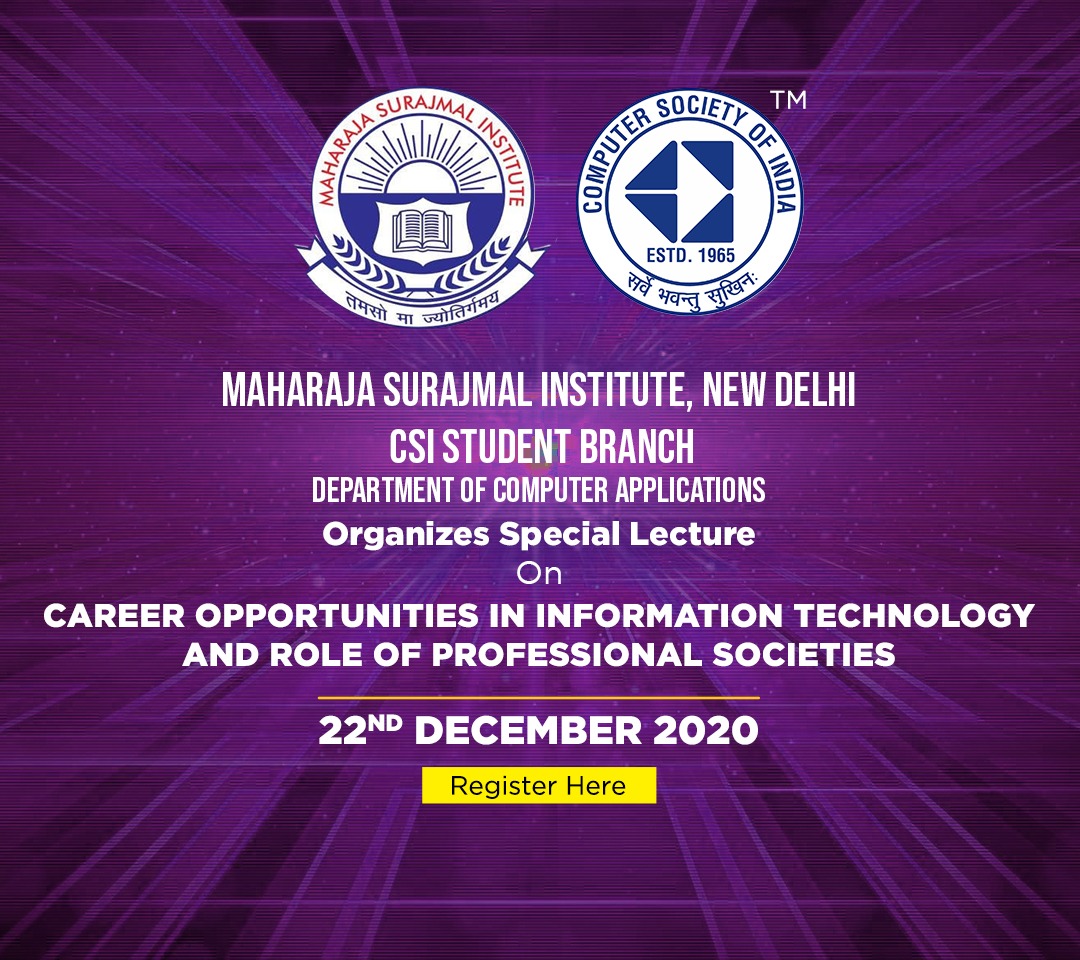 MAHARAJA SURAJMAL INSTITUTE
तमसो मा ज्योतिर्गमय
COMPUTER SOCIETY OF INDIA
TM
ESTD. 1965
सर्वे भवन्तु सुखिनः
MAHARAJA SURAJMAL INSTITUTE, NEW DELHI
CSI STUDENT BRANCH
DEPARTMENT OF COMPUTER APPLICATIONS
Organizes Special Lecture
On
CAREER OPPORTUNITIES IN INFORMATION TECHNOLOGY
AND ROLE OF PROFESSIONAL SOCIETIES
22ND DECEMBER 2020
Register Here